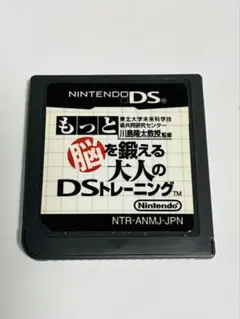 NINTENDO DS
東北大学未来科学技術共同研究センター
川島隆太教授監修
もっと
脳を鍛える
大人の
DSトレーニング™
Nintendo
NTR-ANMJ-JPN